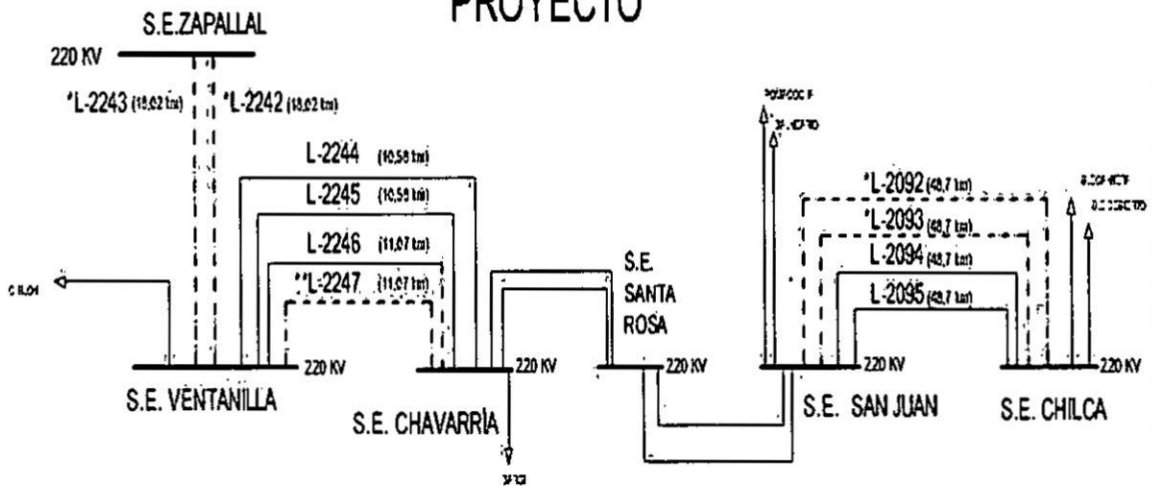 PROYECTO
S.E.ZAPALLAL
220 KV
*L-2243 (18,02 km)
*L-2242 (18,02 km)
L-2244 (10,58 km)
L-2245 (10,58 km)
L-2246 (11,07 km)
**L-2247 (11,07 km)
*L-2092 (48,7 km)
*L-2093 (48,7 km)
L-2094 (48,7 km)
L-2095 (48,7 km)
S.E.
SANTA
ROSA
220 KV
220 KV
220 KV
220 KV
220 KV
S.E. VENTANILLA
S.E. CHAVARRÍA
S.E. SAN JUAN
S.E. CHILCA